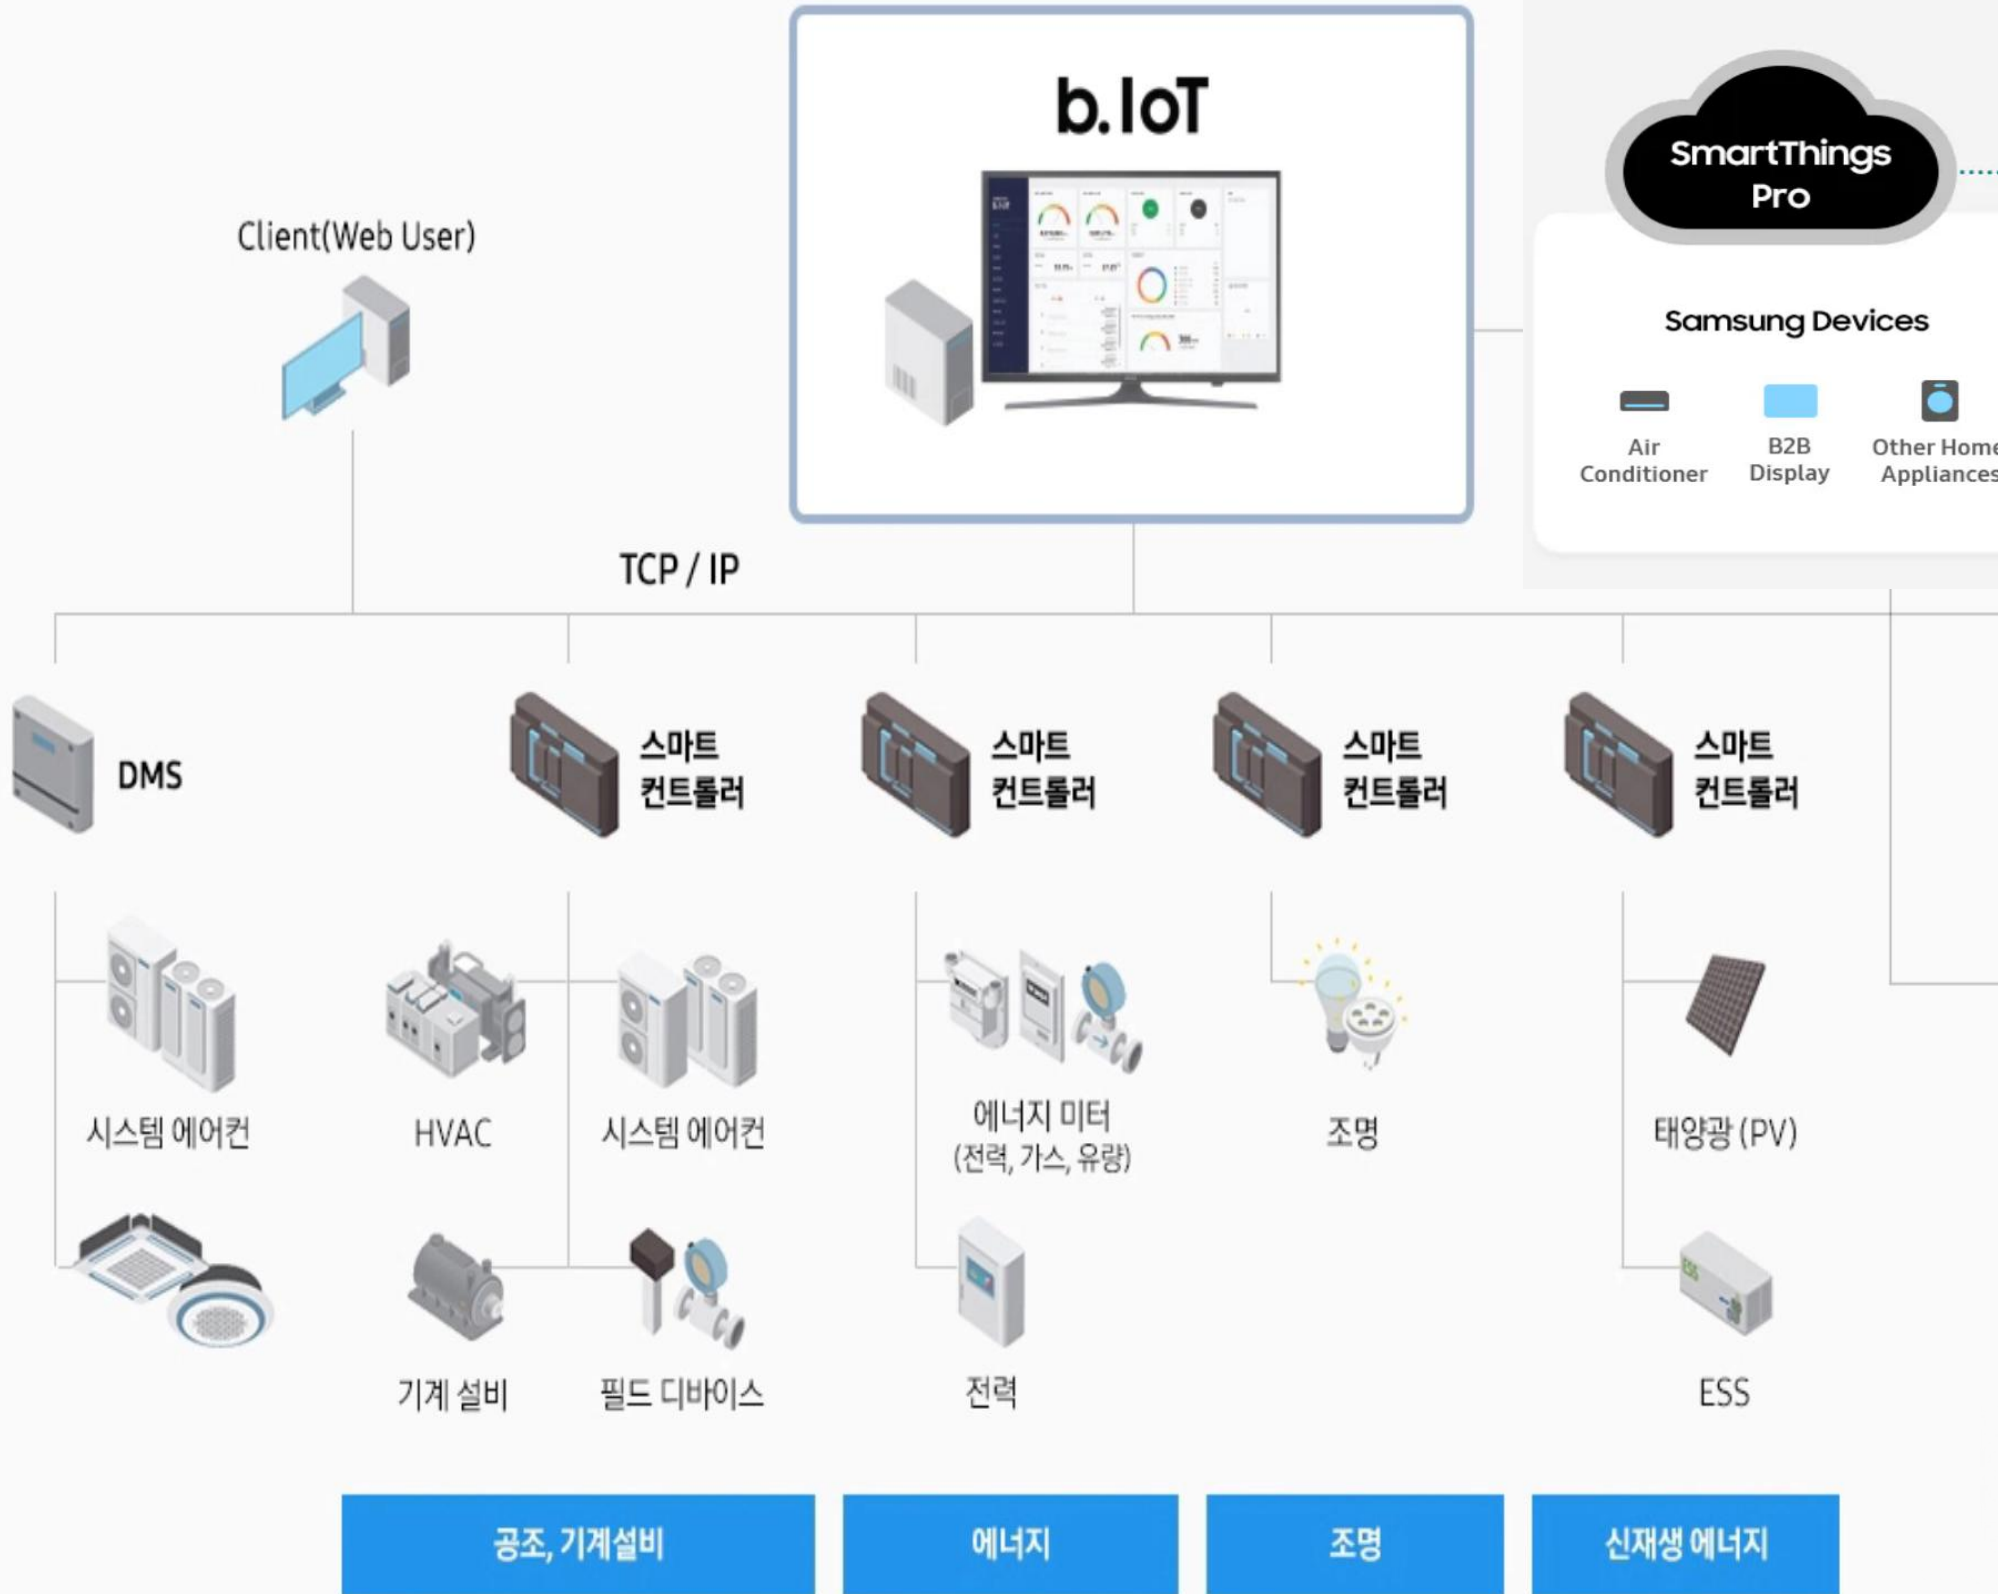 b.IoT
SmartThings
Pro
Client(Web User)
Samsung Devices
Air
Conditioner
B2B
Display
Other Home
Appliances
TCP / IP
DMS
스마트
컨트롤러
스마트
컨트롤러
스마트
컨트롤러
스마트
컨트롤러
시스템 에어컨
HVAC
시스템 에어컨
에너지 미터
(전력, 가스, 유량)
조명
태양광 (PV)
ESS
기계 설비
필드 디바이스
전력
ESS
공조, 기계설비
에너지
조명
신재생 에너지